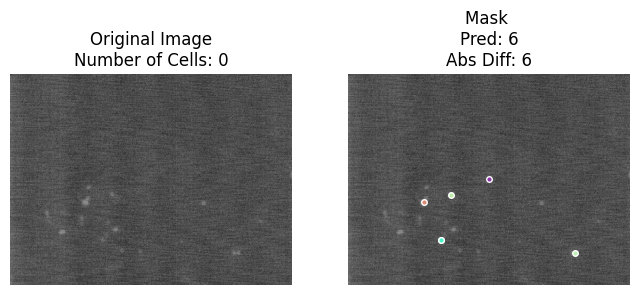 Original Image
Number of Cells: 0
Mask
Pred: 6
Abs Diff: 6